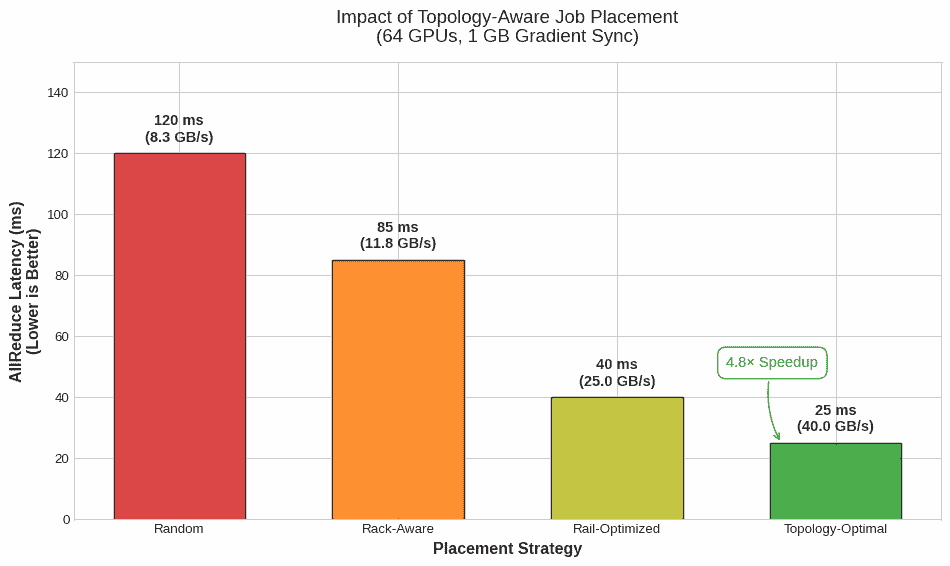 Impact of Topology-Aware Job Placement
(64 GPUs, 1 GB Gradient Sync)
AllReduce Latency (ms)
(Lower is Better)
140
120
100
80
60
40
20
0
120 ms
(8.3 GB/s)
85 ms
(11.8 GB/s)
40 ms
(25.0 GB/s)
4.8× Speedup
25 ms
(40.0 GB/s)
Random
Rack-Aware
Rail-Optimized
Topology-Optimal
Placement Strategy